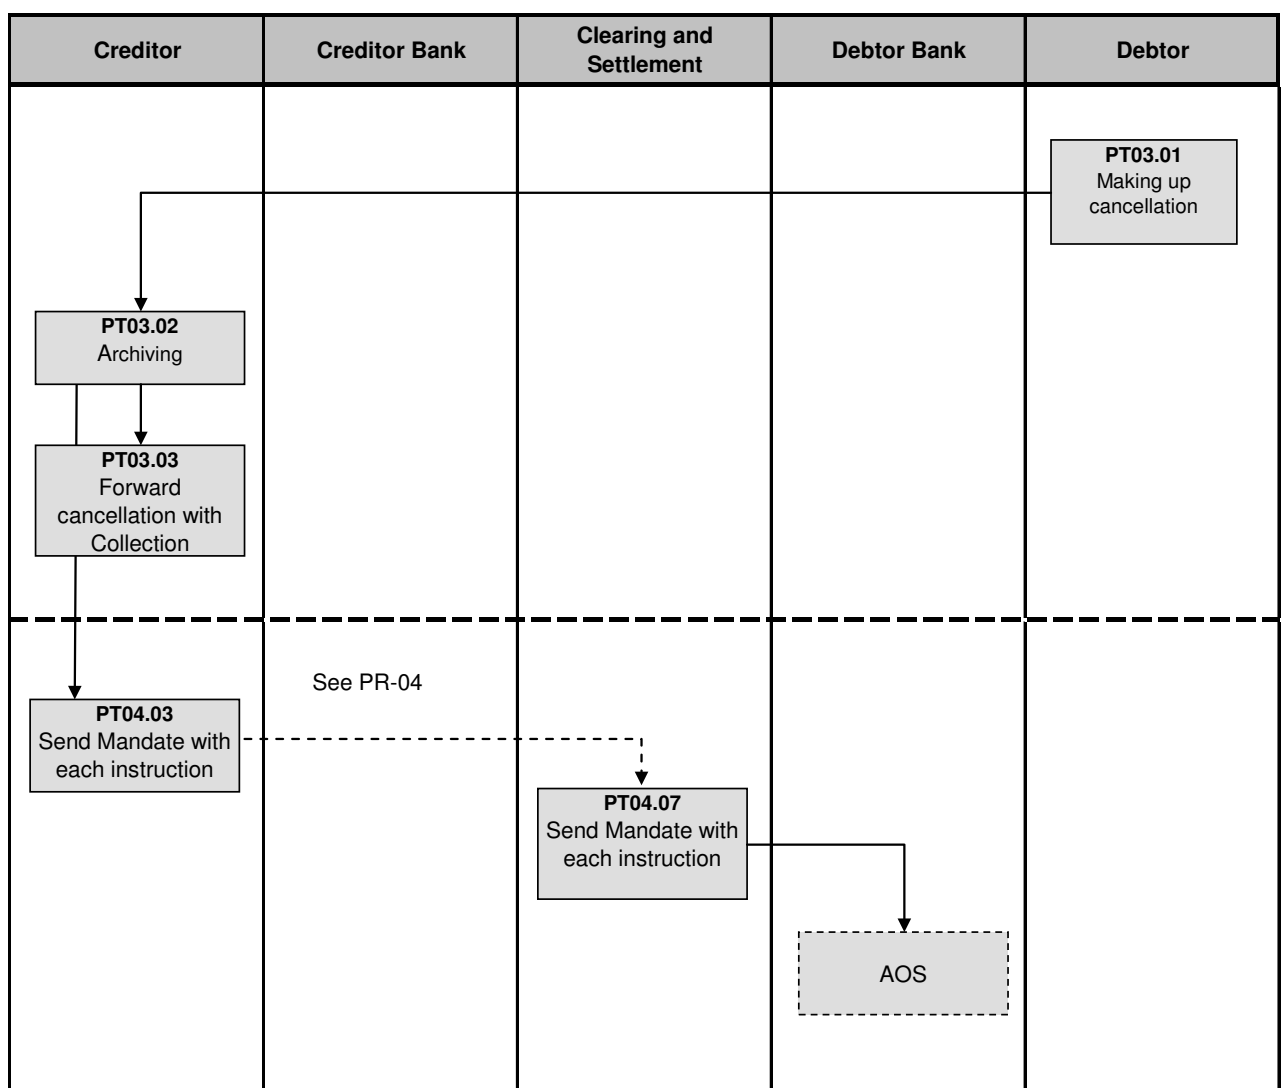 Creditor
Creditor Bank
Clearing and
Settlement
Debtor Bank
Debtor
PT03.01
Making up
cancellation
PT03.02
Archiving
PT03.03
Forward
cancellation with
Collection
See PR-04
PT04.03
Send Mandate with
each instruction
PT04.07
Send Mandate with
each instruction
AOS